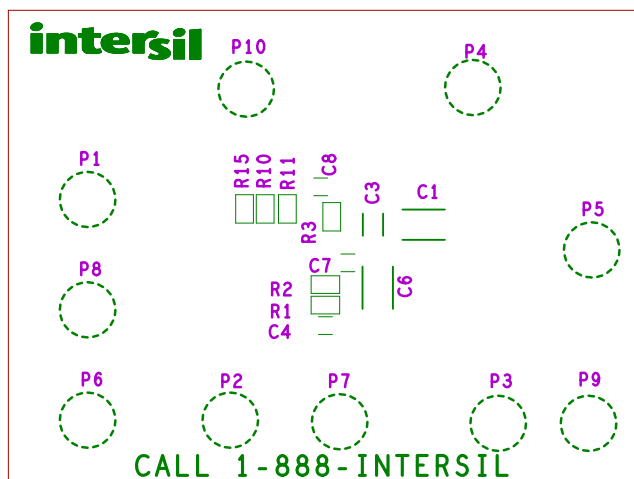 intersil
P10
P4
P1
R15
R10
R11
C8
C3
C1
P5
R3
C7
P8
R2
C6
R1
C4
P6
P2
P7
P3
P9
CALL 1-888-INTERSIL